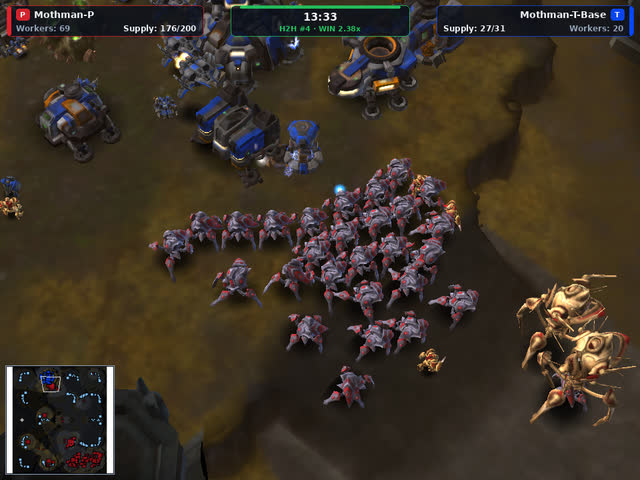 P Mothman-P
Workers: 69 Supply: 176/200
13:33
H2H #4 · WIN 2.38x
Mothman-T-Base T
Supply: 27/31 Workers: 20